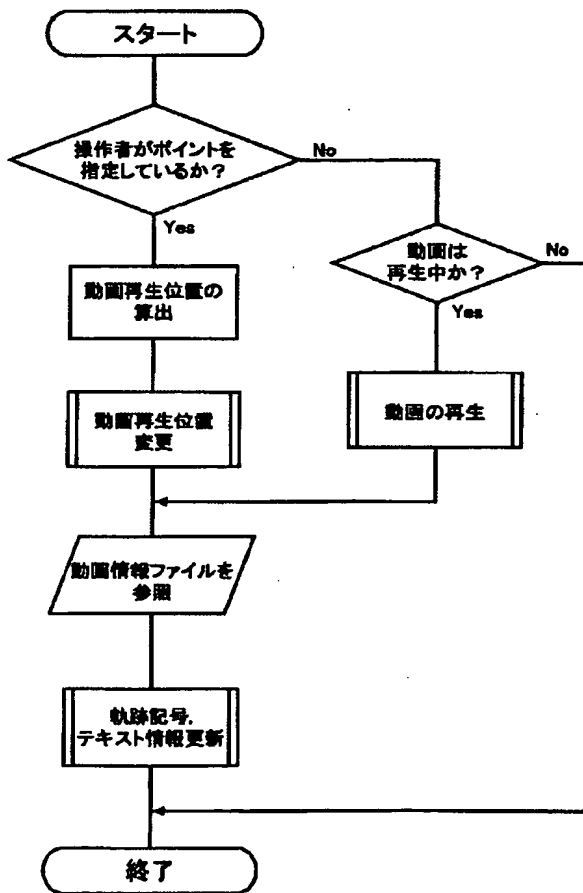 スタート
操作者がポイントを
指定しているか？
No
Yes
動画は
再生中か？
No
Yes
動画再生位置の
算出
動画再生位置
変更
動画の再生
動画情報ファイルを
参照
軌跡記号,
テキスト情報更新
終了